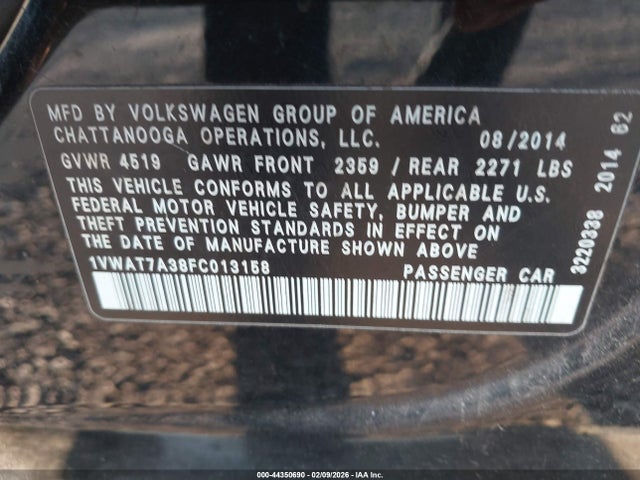 MFD BY VOLKSWAGEN GROUP OF AMERICA
CHATTANOOGA OPERATIONS, LLC. 08/2014
GVWR 4519 GAWR FRONT 2359 / REAR 2271 LBS
THIS VEHICLE CONFORMS TO ALL APPLICABLE U.S.
FEDERAL MOTOR VEHICLE SAFETY, BUMPER AND
THEFT PREVENTION STANDARDS IN EFFECT ON
THE DATE OF MANUFACTURE SHOWN ABOVE
1VWAT7A38FC013158 PASSENGER CAR
3220338 2014 62
000-44350690 - 02/09/2026 - IAA Inc.